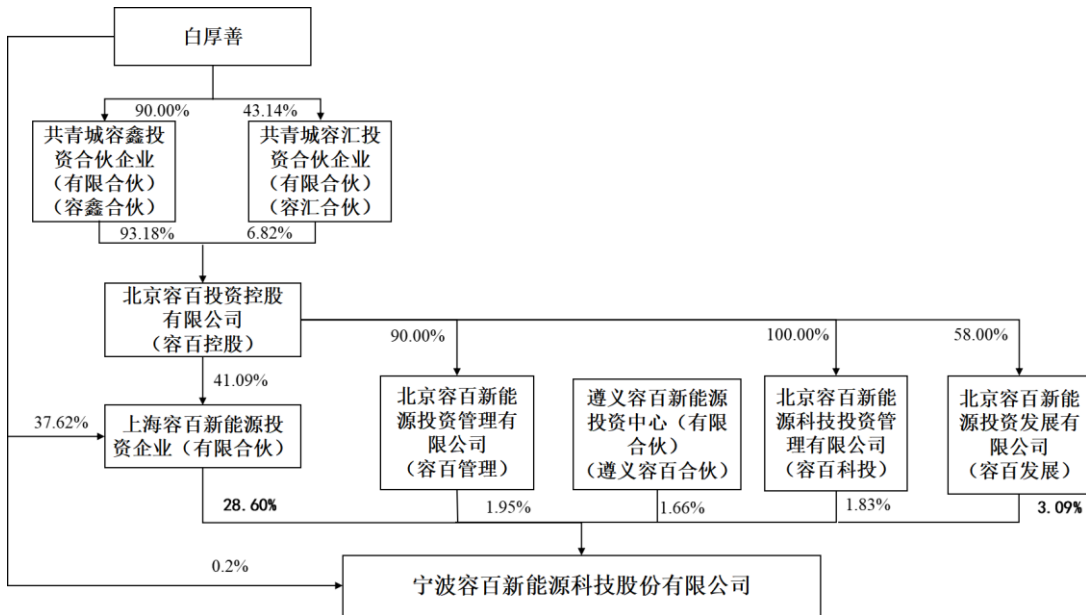 白厚善
90.00%
43.14%
共青城容鑫投
资合伙企业
（有限合伙）
（容鑫合伙）
共青城容汇投
资合伙企业
（有限合伙）
（容汇合伙）
93.18%
6.82%
北京容百投资控股
有限公司
（容百控股）
90.00%
100.00%
58.00%
41.09%
37.62%
上海容百新能源投
资企业（有限合伙）
北京容百新能
源投资管理有
限公司
（容百管理）
遵义容百新能源
投资中心（有限
合伙）
（遵义容百合伙）
北京容百新能
源科技投资管
理有限公司
（容百科投）
北京容百新能
源投资发展有
限公司
（容百发展）
28.60%
1.95%
1.66%
1.83%
3.09%
0.2%
宁波容百新能源科技股份有限公司